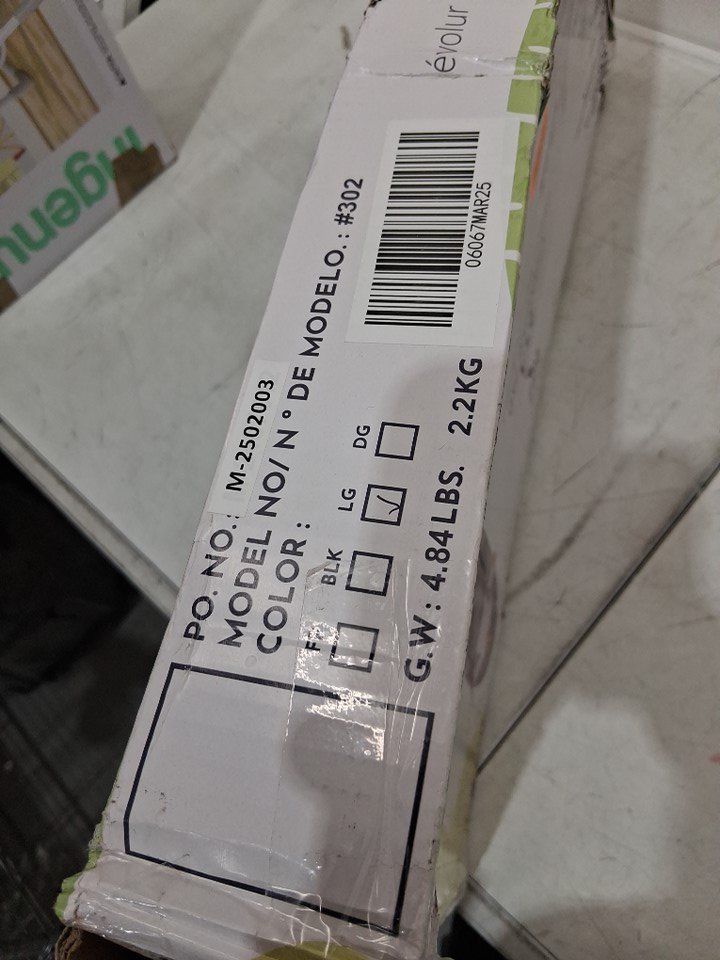 évolur
PO. NO.: M-2502003
MODEL NO/ N ° DE MODELO. : #302
COLOR :
BLK LG DG
G.W : 4.84 LBS. 2.2KG
06067MAR25